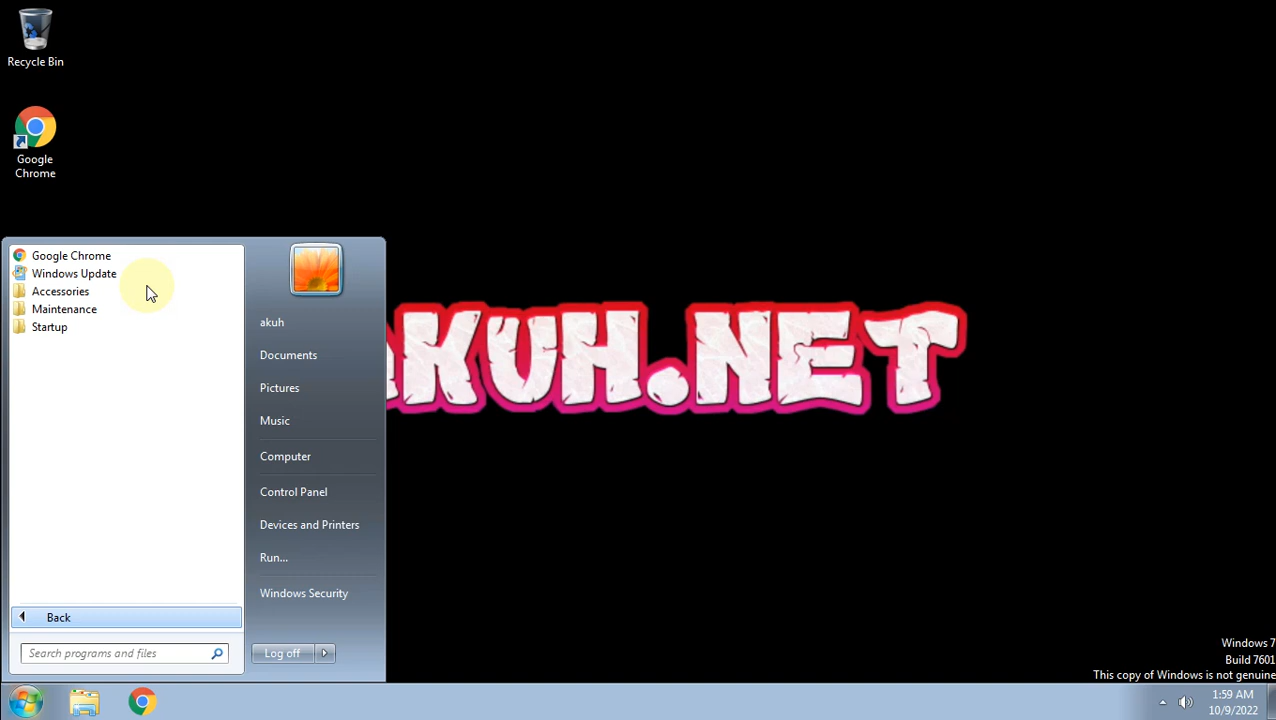 Recycle Bin
Google
Chrome
Google Chrome
Windows Update
Accessories
Maintenance
Startup
Back
Search programs and files
akuh
Documents
Pictures
Music
Computer
Control Panel
Devices and Printers
Run...
Windows Security
Log off
AKUH.NET
Windows 7
Build 7601
This copy of Windows is not genuine
1:59 AM
10/9/2022